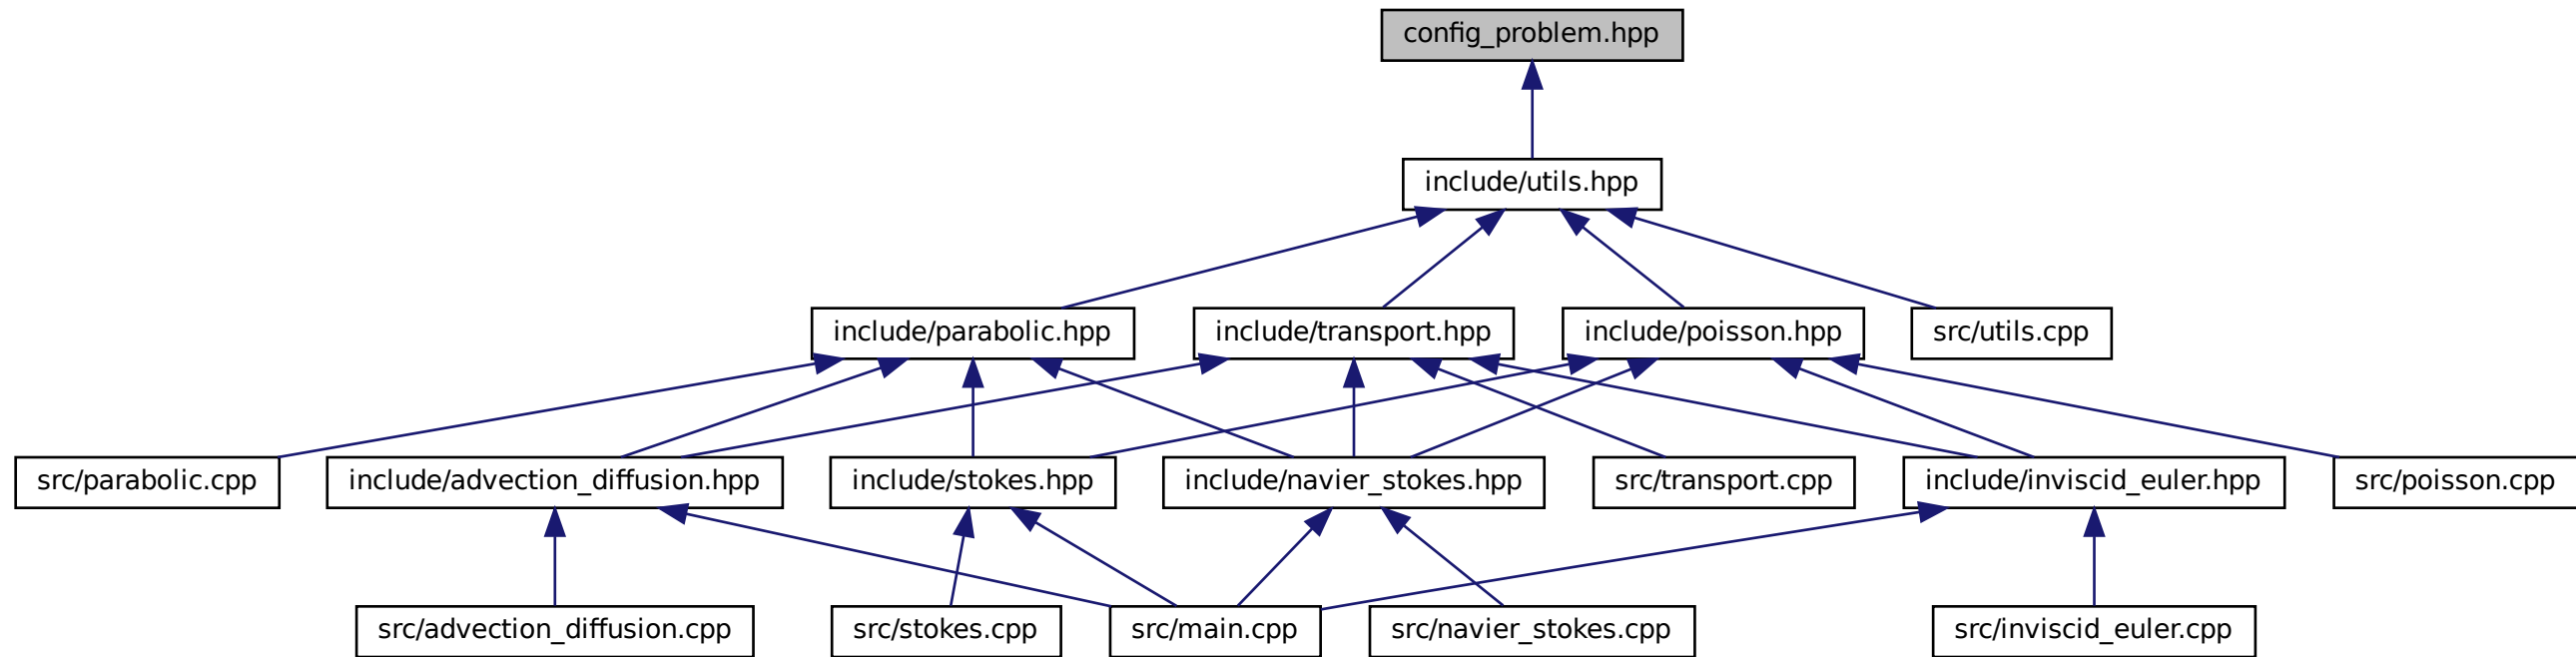 config_problem.hpp
include/utils.hpp
include/parabolic.hpp
include/transport.hpp
include/poisson.hpp
src/utils.cpp
src/parabolic.cpp
include/advection_diffusion.hpp
include/stokes.hpp
include/navier_stokes.hpp
src/transport.cpp
include/inviscid_euler.hpp
src/poisson.cpp
src/advection_diffusion.cpp
src/stokes.cpp
src/main.cpp
src/navier_stokes.cpp
src/inviscid_euler.cpp